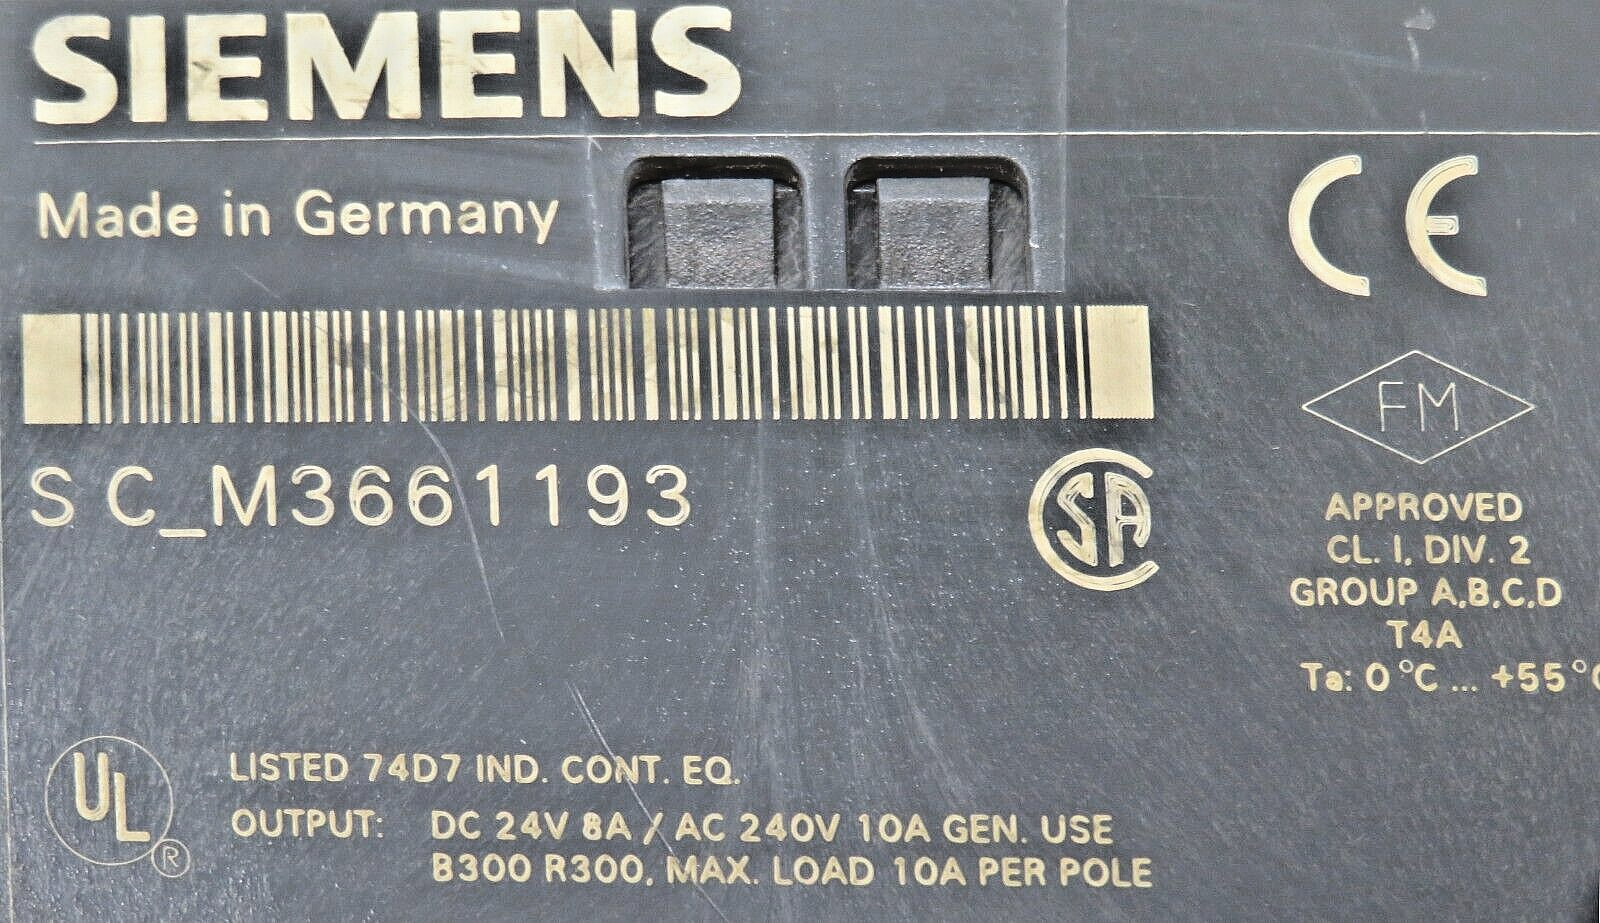 SIEMENS
Made in Germany
CE
FM
S C_M3661193
SA
APPROVED
CL. I, DIV. 2
GROUP A,B,C,D
T4A
Ta: 0°C ... +55°C
UL
®
LISTED 74D7 IND. CONT. EQ.
OUTPUT: DC 24V 8A / AC 240V 10A GEN. USE
B300 R300, MAX. LOAD 10A PER POLE